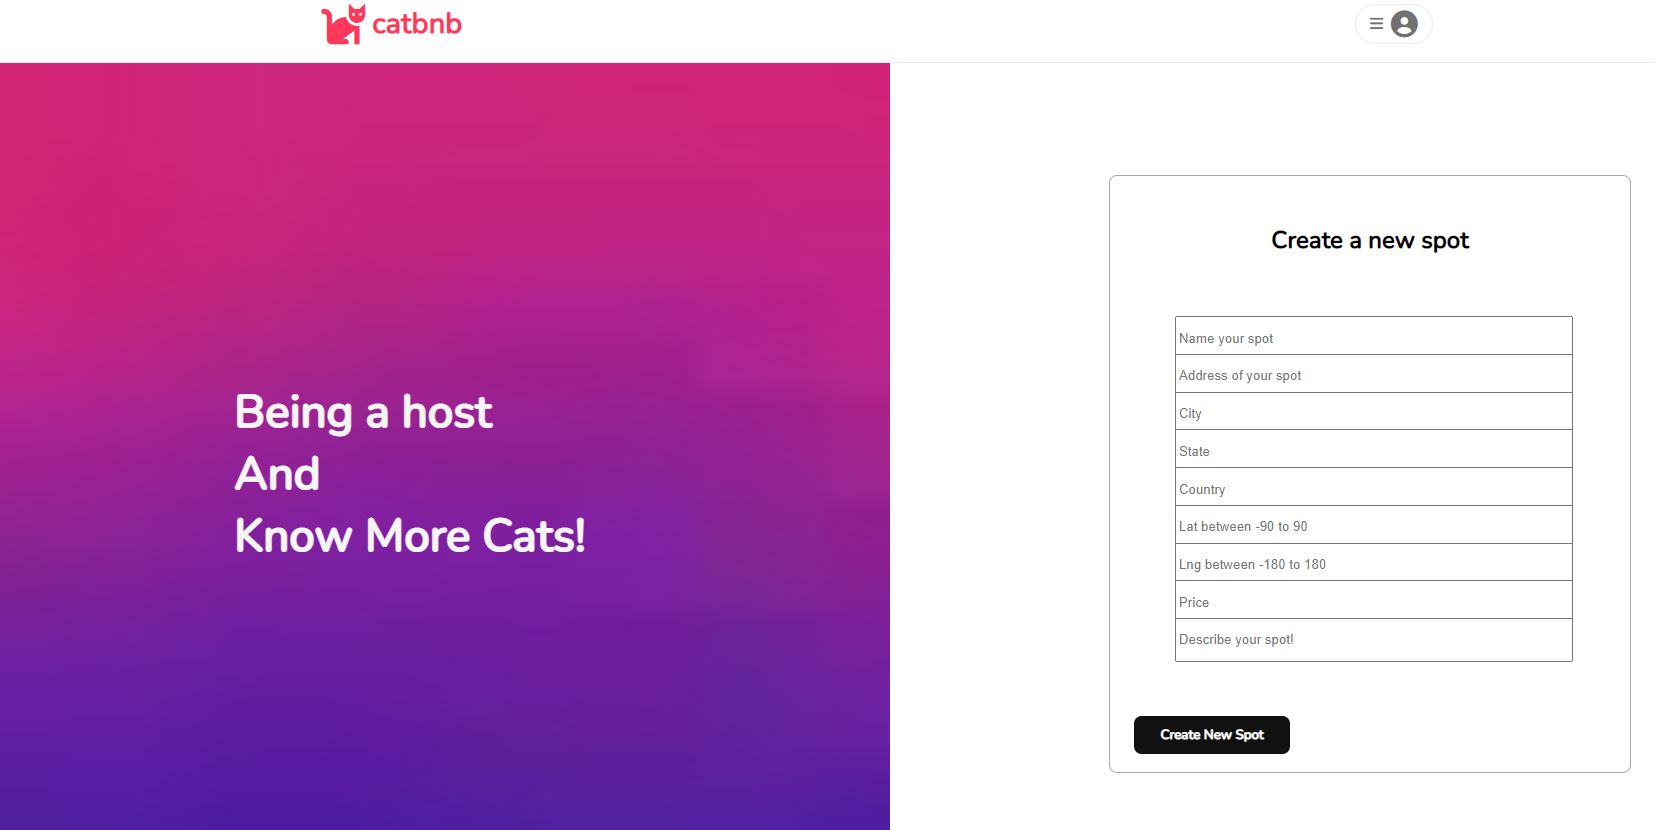 catbnb
Being a host
And
Know More Cats!
Create a new spot
Name your spot
Address of your spot
City
State
Country
Lat between -90 to 90
Lng between -180 to 180
Price
Describe your spot!
Create New Spot